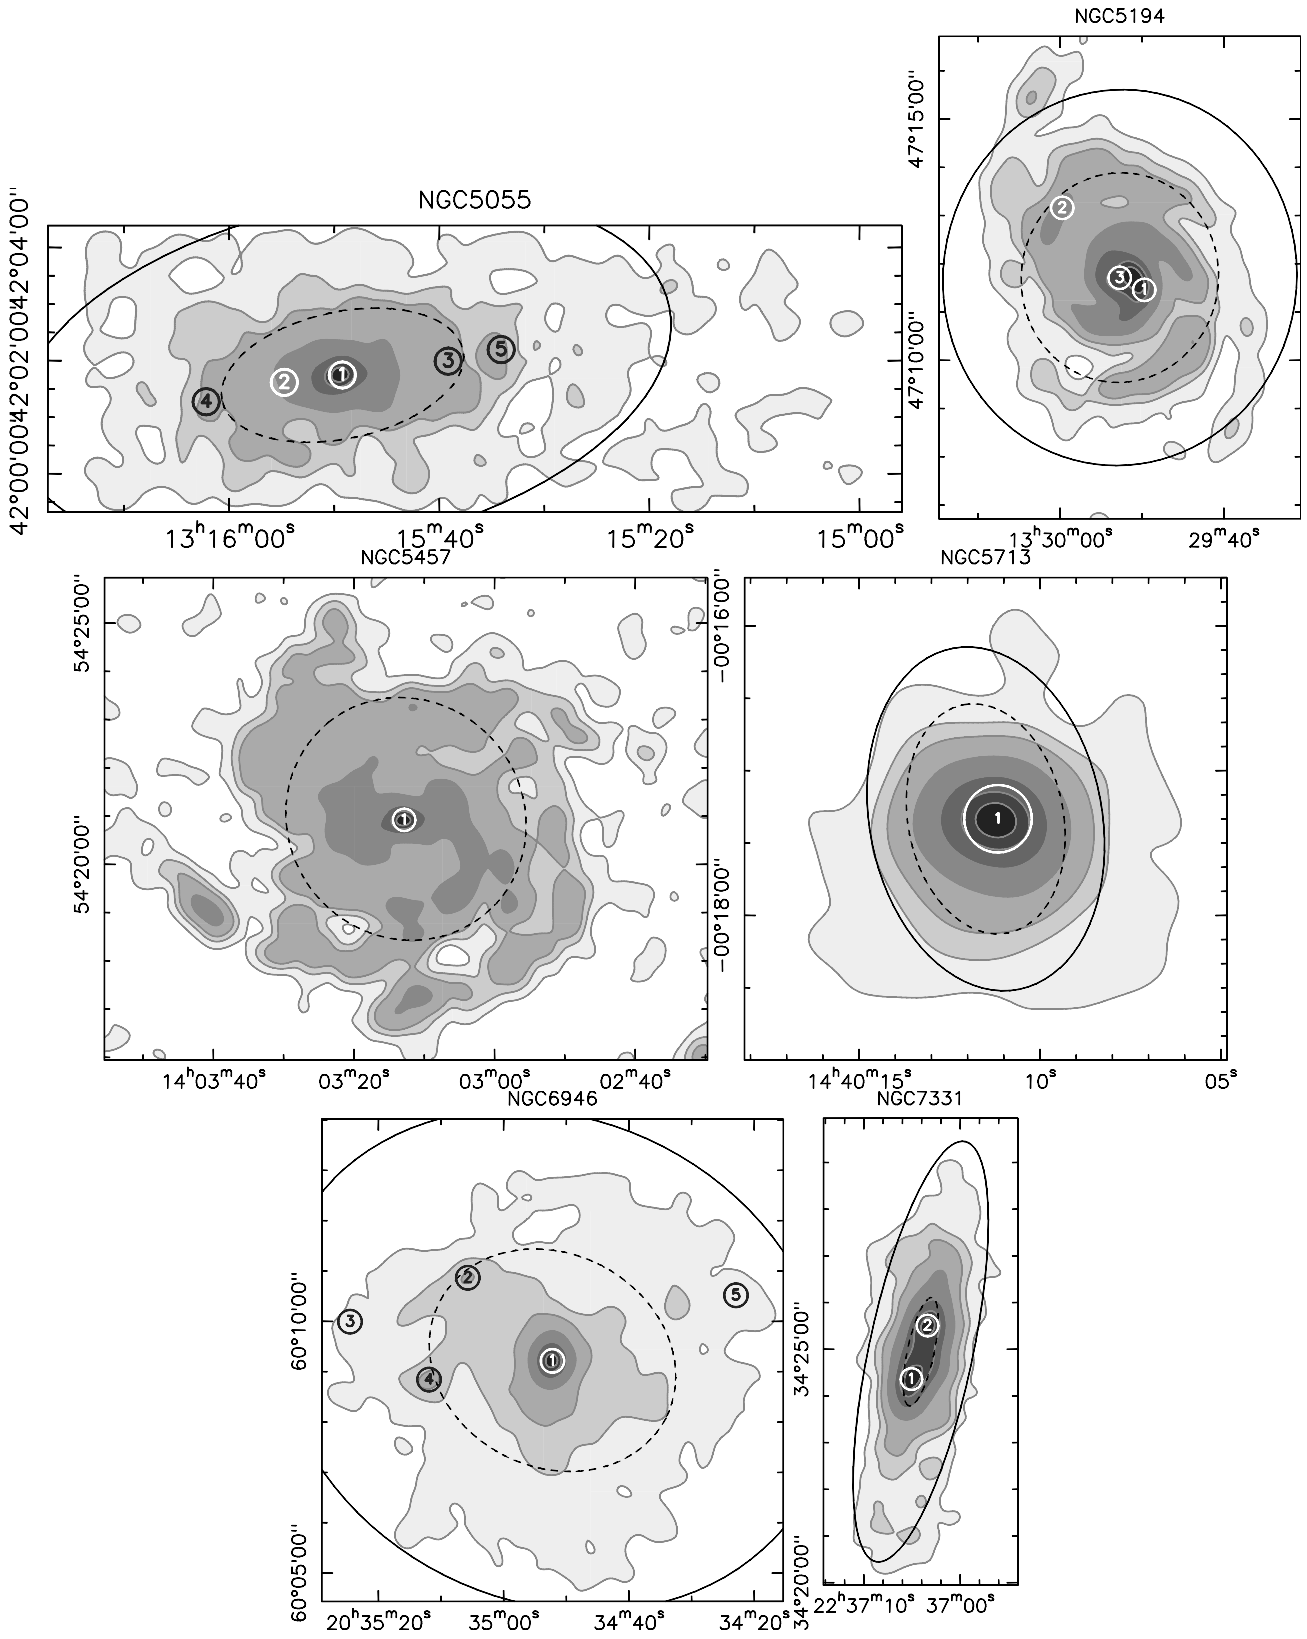 NGC5194
47°15'00"
47°10'00"
2
3
1
13ʰ30ᵐ00ˢ
29ᵐ40ˢ
NGC5055
42°04'00"
42°02'00"
42°00'00"
1
2
3
4
5
13ʰ16ᵐ00ˢ
15ᵐ40ˢ
15ᵐ20ˢ
15ᵐ00ˢ
NGC5457
54°25'00"
54°20'00"
1
14ʰ03ᵐ40ˢ
03ᵐ20ˢ
03ᵐ00ˢ
02ᵐ40ˢ
NGC5713
−00°16'00"
−00°18'00"
1
14ʰ40ᵐ15ˢ
10ˢ
05ˢ
NGC6946
60°10'00"
60°05'00"
2
3
5
1
4
20ʰ35ᵐ20ˢ
35ᵐ00ˢ
34ᵐ40ˢ
34ᵐ20ˢ
NGC7331
34°25'00"
34°20'00"
2
1
22ʰ37ᵐ10ˢ
37ᵐ00ˢ